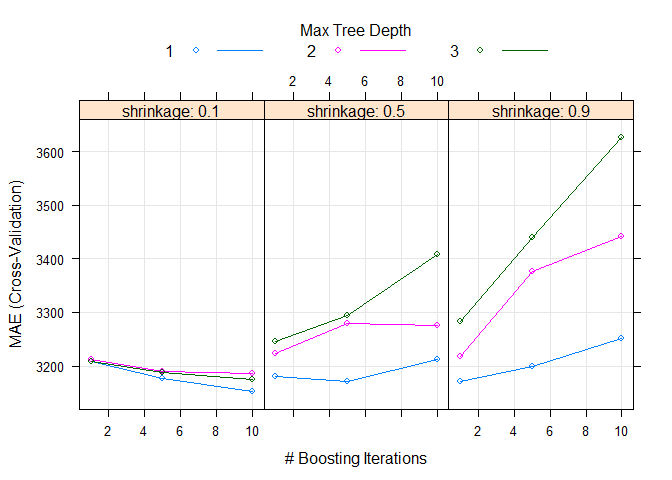 Max Tree Depth
1 2 3
2 4 6 8 10
shrinkage: 0.1 shrinkage: 0.5 shrinkage: 0.9
3600
3500
3400
3300
3200
MAE (Cross-Validation)
2 4 6 8 10 2 4 6 8 10
# Boosting Iterations